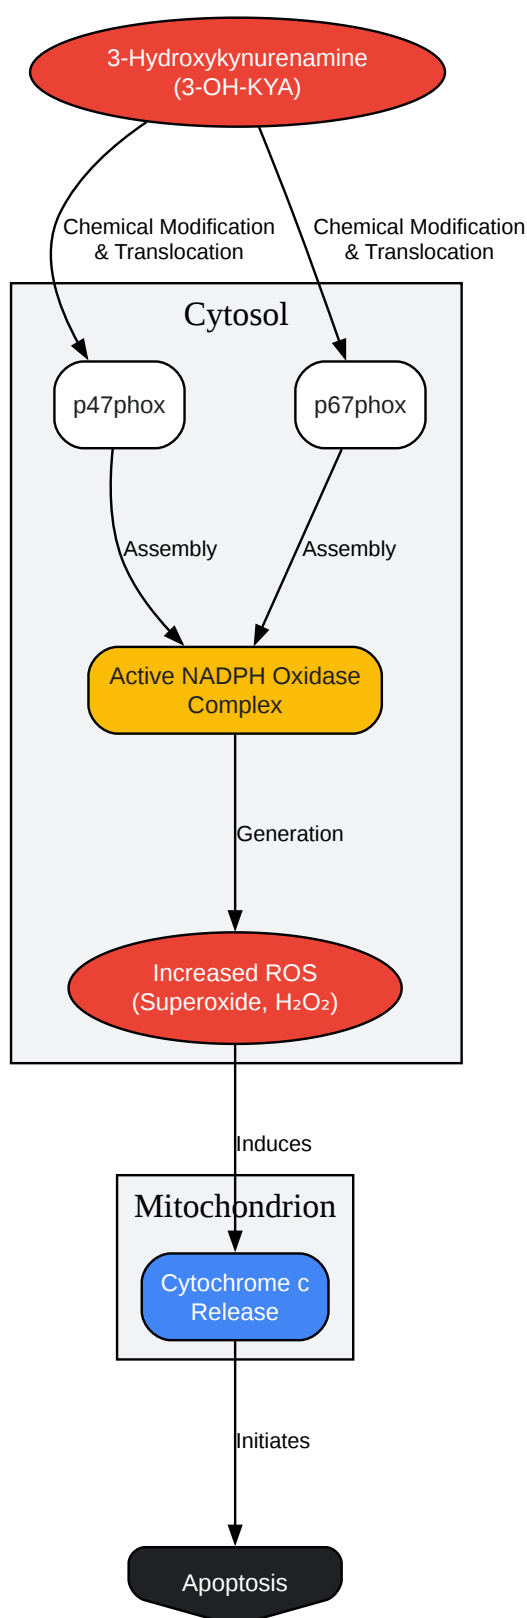 3-Hydroxykynurenamine
(3-OH-KYA)
Chemical Modification
& Translocation
Chemical Modification
& Translocation
Cytosol
p47phox
p67phox
Assembly
Assembly
Active NADPH Oxidase
Complex
Generation
Increased ROS
(Superoxide, H₂O₂)
Induces
Mitochondrion
Cytochrome c
Release
Initiates
Apoptosis